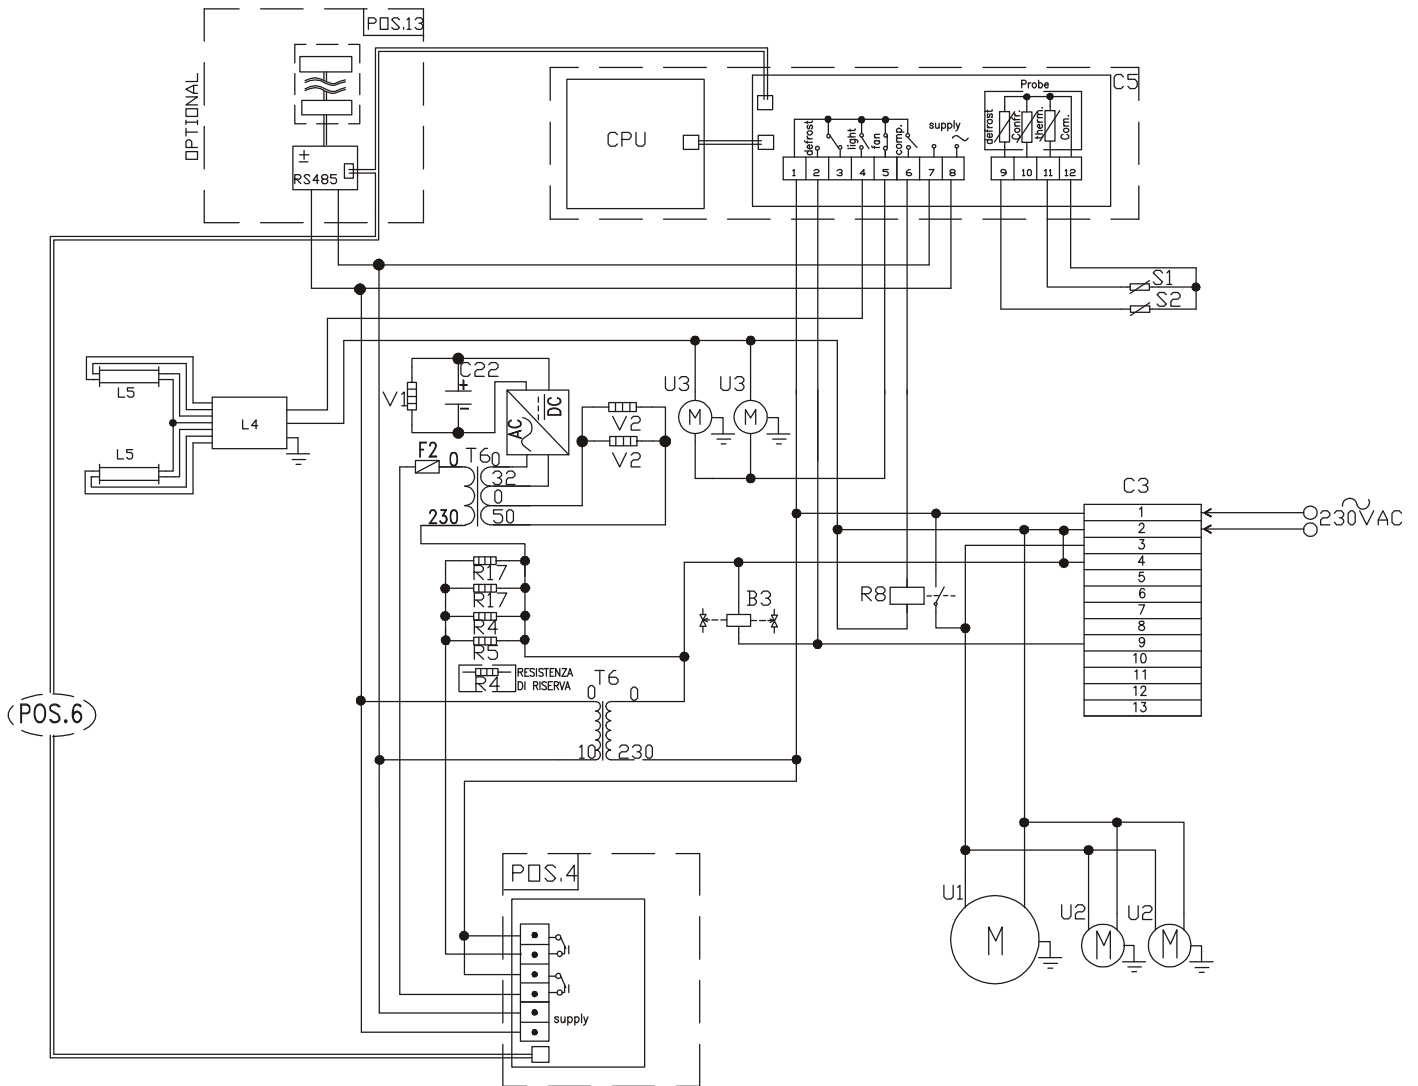 POS.13
OPTIONAL
±
RS485
CPU
C5
Probe
defrost
Contr.
therm.
Com.
defrost
light
fan
comp.
supply
1 2 3 4 5 6 7 8
9 10 11 12
S1
S2
L5
L4
L5
V1
C22
+
-
AC
DC
V2
V2
U3 U3
M M
F2
0
T6
0
32
0
50
230
C3
1
2
3
4
5
6
7
8
9
10
11
12
13
230VAC
R17
R17
R4
R5
R4
RESISTENZA
DI RISERVA
B3
R8
T6
0
0
10
230
(POS.6)
POS.4
supply
U1
M
U2
M
U2
M